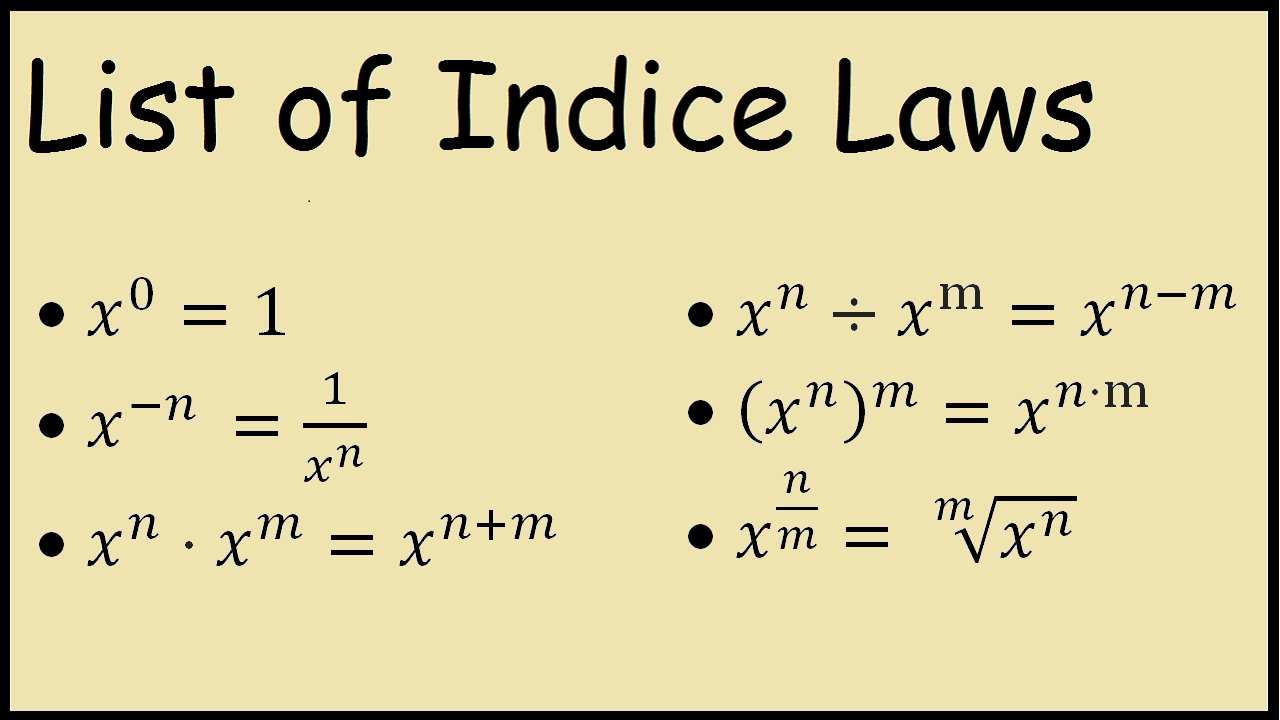 List of Indice Laws
• x⁰ = 1
• x⁻ⁿ = 1/xⁿ
• xⁿ · xᵐ = xⁿ⁺ᵐ
• xⁿ ÷ xᵐ = xⁿ⁻ᵐ
• (xⁿ)ᵐ = xⁿ·ᵐ
• x^(n/m) = ᵐ√xⁿ